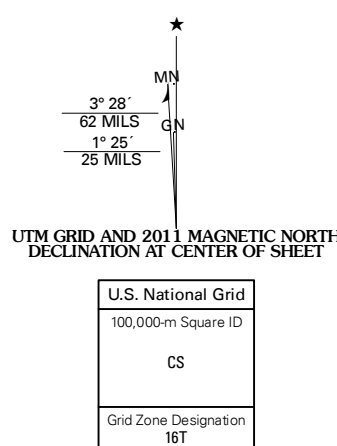 MN
3° 28´
62 MILS
GN
1° 25´
25 MILS
UTM GRID AND 2011 MAGNETIC NORTH
DECLINATION AT CENTER OF SHEET
U.S. National Grid
100,000-m Square ID
CS
Grid Zone Designation
16T